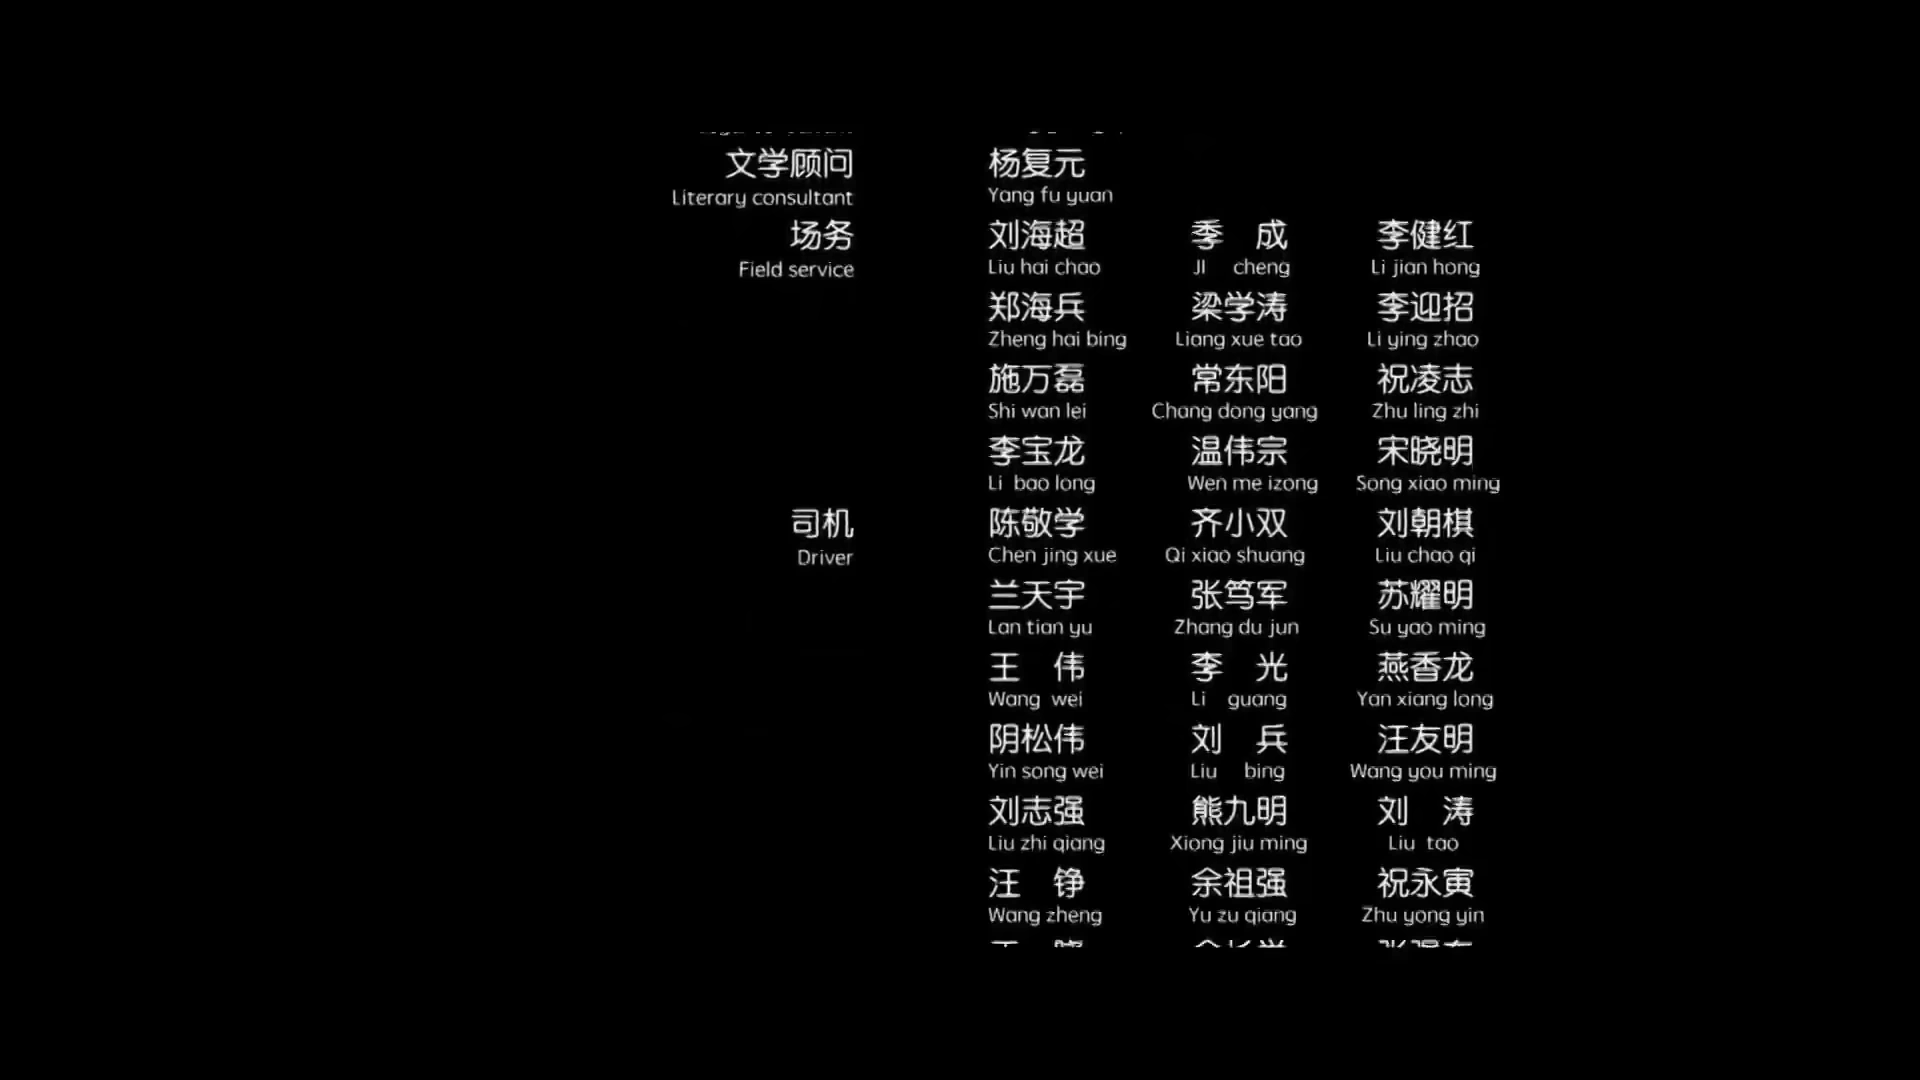 文学顾问 杨复元
Literary consultant Yang fu yuan
场务 刘海超 季 成 李健红
Field service Liu hai chao JI cheng Li jian hong
郑海兵 梁学涛 李迎招
Zheng hai bing Liang xue tao Li ying zhao
施万磊 常东阳 祝凌志
Shi wan lei Chang dong yang Zhu ling zhi
李宝龙 温伟宗 宋晓明
Li bao long Wen me izong Song xiao ming
司机 陈敬学 齐小双 刘朝棋
Driver Chen jing xue Qi xiao shuang Liu chao qi
兰天宇 张笃军 苏耀明
Lan tian yu Zhang du jun Su yao ming
王 伟 李 光 燕香龙
Wang wei Li guang Yan xiang long
阴松伟 刘 兵 汪友明
Yin song wei Liu bing Wang you ming
刘志强 熊九明 刘 涛
Liu zhi qiang Xiong jiu ming Liu tao
汪 铮 余祖强 祝永寅
Wang zheng Yu zu qiang Zhu yong yin